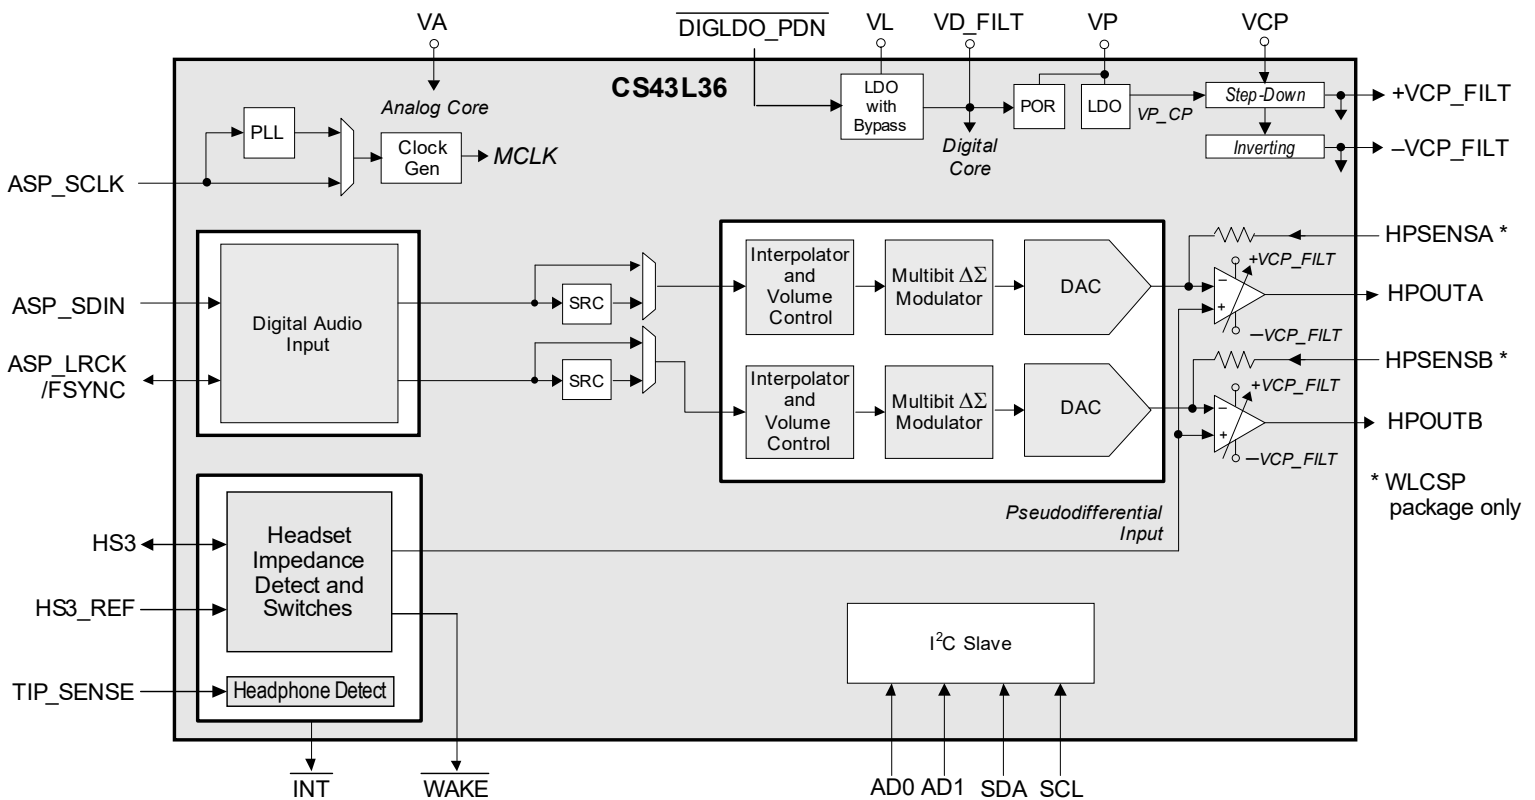 VA
DIGLDO_PDN
VL
VD_FILT
VP
VCP
CS43L36
Analog Core
LDO
with
Bypass
POR
LDO
VP_CP
Step-Down
+VCP_FILT
Inverting
–VCP_FILT
Digital
Core
PLL
Clock
Gen
MCLK
ASP_SCLK
ASP_SDIN
ASP_LRCK
/FSYNC
Digital Audio
Input
SRC
SRC
Interpolator
and
Volume
Control
Multibit ΔΣ
Modulator
DAC
Interpolator
and
Volume
Control
Multibit ΔΣ
Modulator
DAC
HPSENSA *
+VCP_FILT
–
+
HPOUTA
–VCP_FILT
HPSENSB *
+VCP_FILT
–
+
HPOUTB
–VCP_FILT
* WLCSP
package only
Pseudodifferential
Input
HS3
HS3_REF
Headset
Impedance
Detect and
Switches
TIP_SENSE
Headphone Detect
I²C Slave
INT
WAKE
AD0
AD1
SDA
SCL